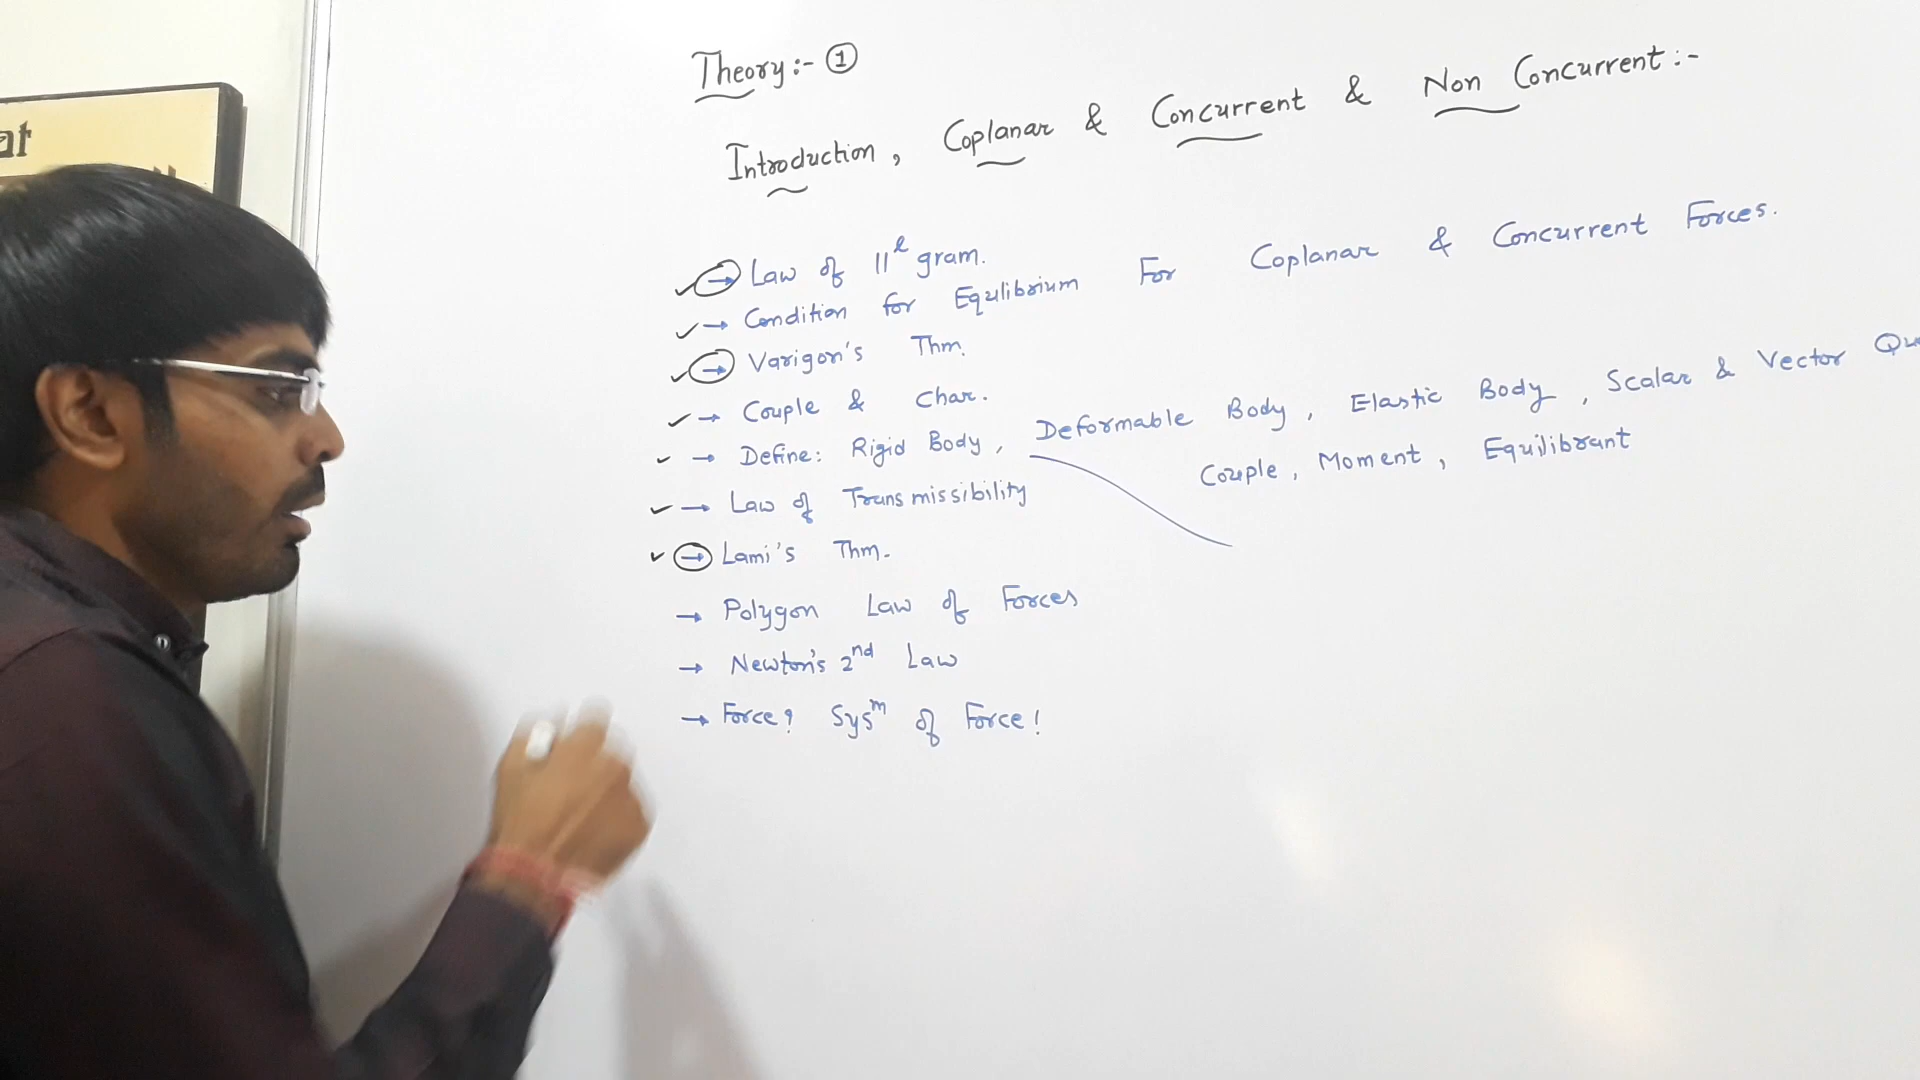 at
Theory:- ①
Introduction, Coplanar & Concurrent & Non Concurrent:-
✓→ Law of ||ˡ gram.
✓→ Condition for Equlibrium For Coplanar & Concurrent Forces.
✓→ Varigon's Thm.
✓→ Couple & Char.
✓→ Define: Rigid Body, Deformable Body, Elastic Body, Scalar & Vector
Couple, Moment, Equilibrant
✓→ Law of Transmissibility
✓→ Lami's Thm.
→ Polygon Law of Forces
→ Newton's 2ⁿᵈ Law
→ Force? Sysᵐ of Force!